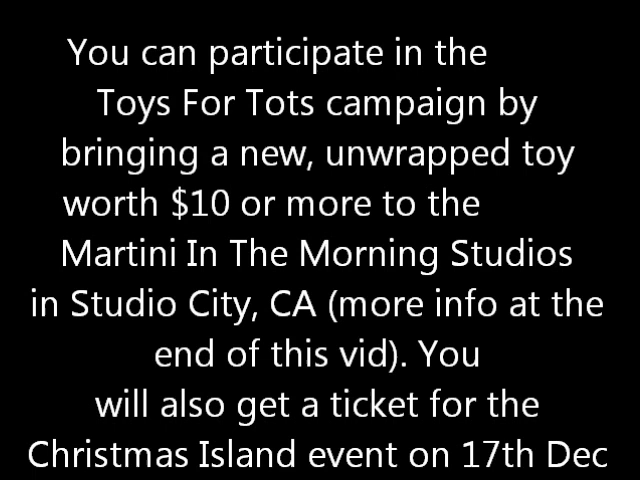 You can participate in the
Toys For Tots campaign by
bringing a new, unwrapped toy
worth $10 or more to the
Martini In The Morning Studios
in Studio City, CA (more info at the
end of this vid). You
will also get a ticket for the
Christmas Island event on 17th Dec